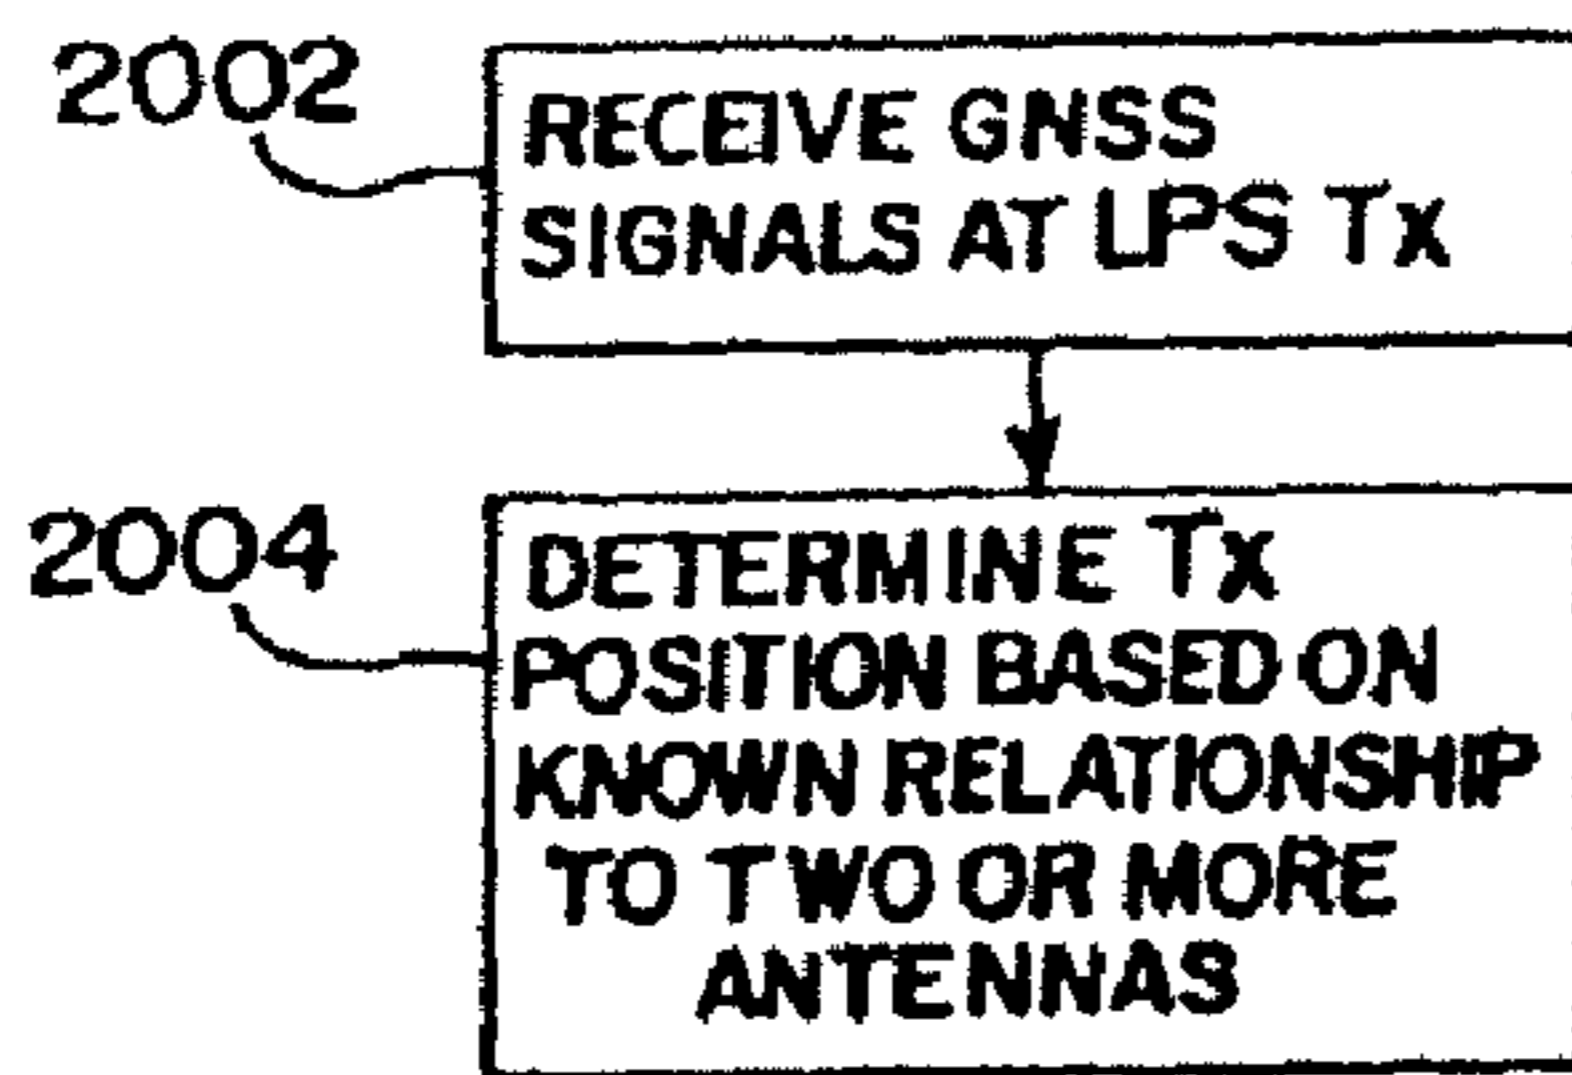 2002
RECEIVE GNSS
SIGNALS AT LPS Tx
2004
DETERMINE Tx
POSITION BASED ON
KNOWN RELATIONSHIP
TO TWO OR MORE
ANTENNAS